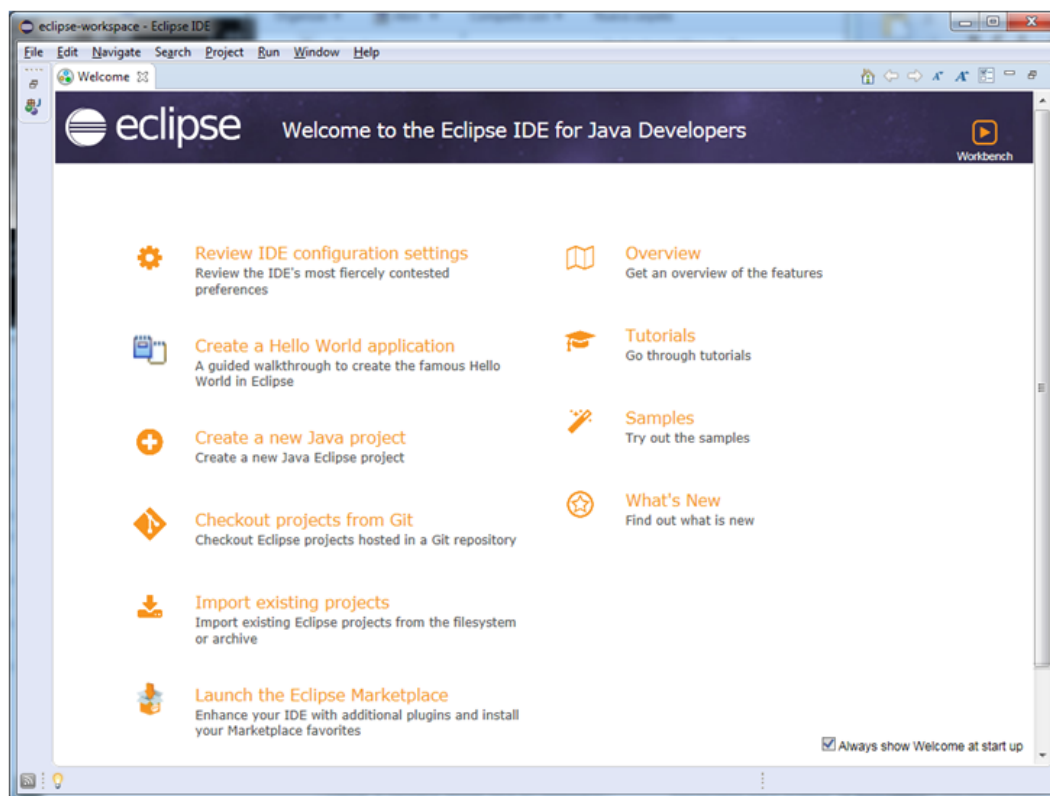 eclipse-workspace - Eclipse IDE
File Edit Navigate Search Project Run Window Help
Welcome
eclipse
Welcome to the Eclipse IDE for Java Developers
Workbench
Review IDE configuration settings
Review the IDE's most fiercely contested
preferences
Create a Hello World application
A guided walkthrough to create the famous Hello
World in Eclipse
Create a new Java project
Create a new Java Eclipse project
Checkout projects from Git
Checkout Eclipse projects hosted in a Git repository
Import existing projects
Import existing Eclipse projects from the filesystem
or archive
Launch the Eclipse Marketplace
Enhance your IDE with additional plugins and install
your Marketplace favorites
Overview
Get an overview of the features
Tutorials
Go through tutorials
Samples
Try out the samples
What's New
Find out what is new
Always show Welcome at start up